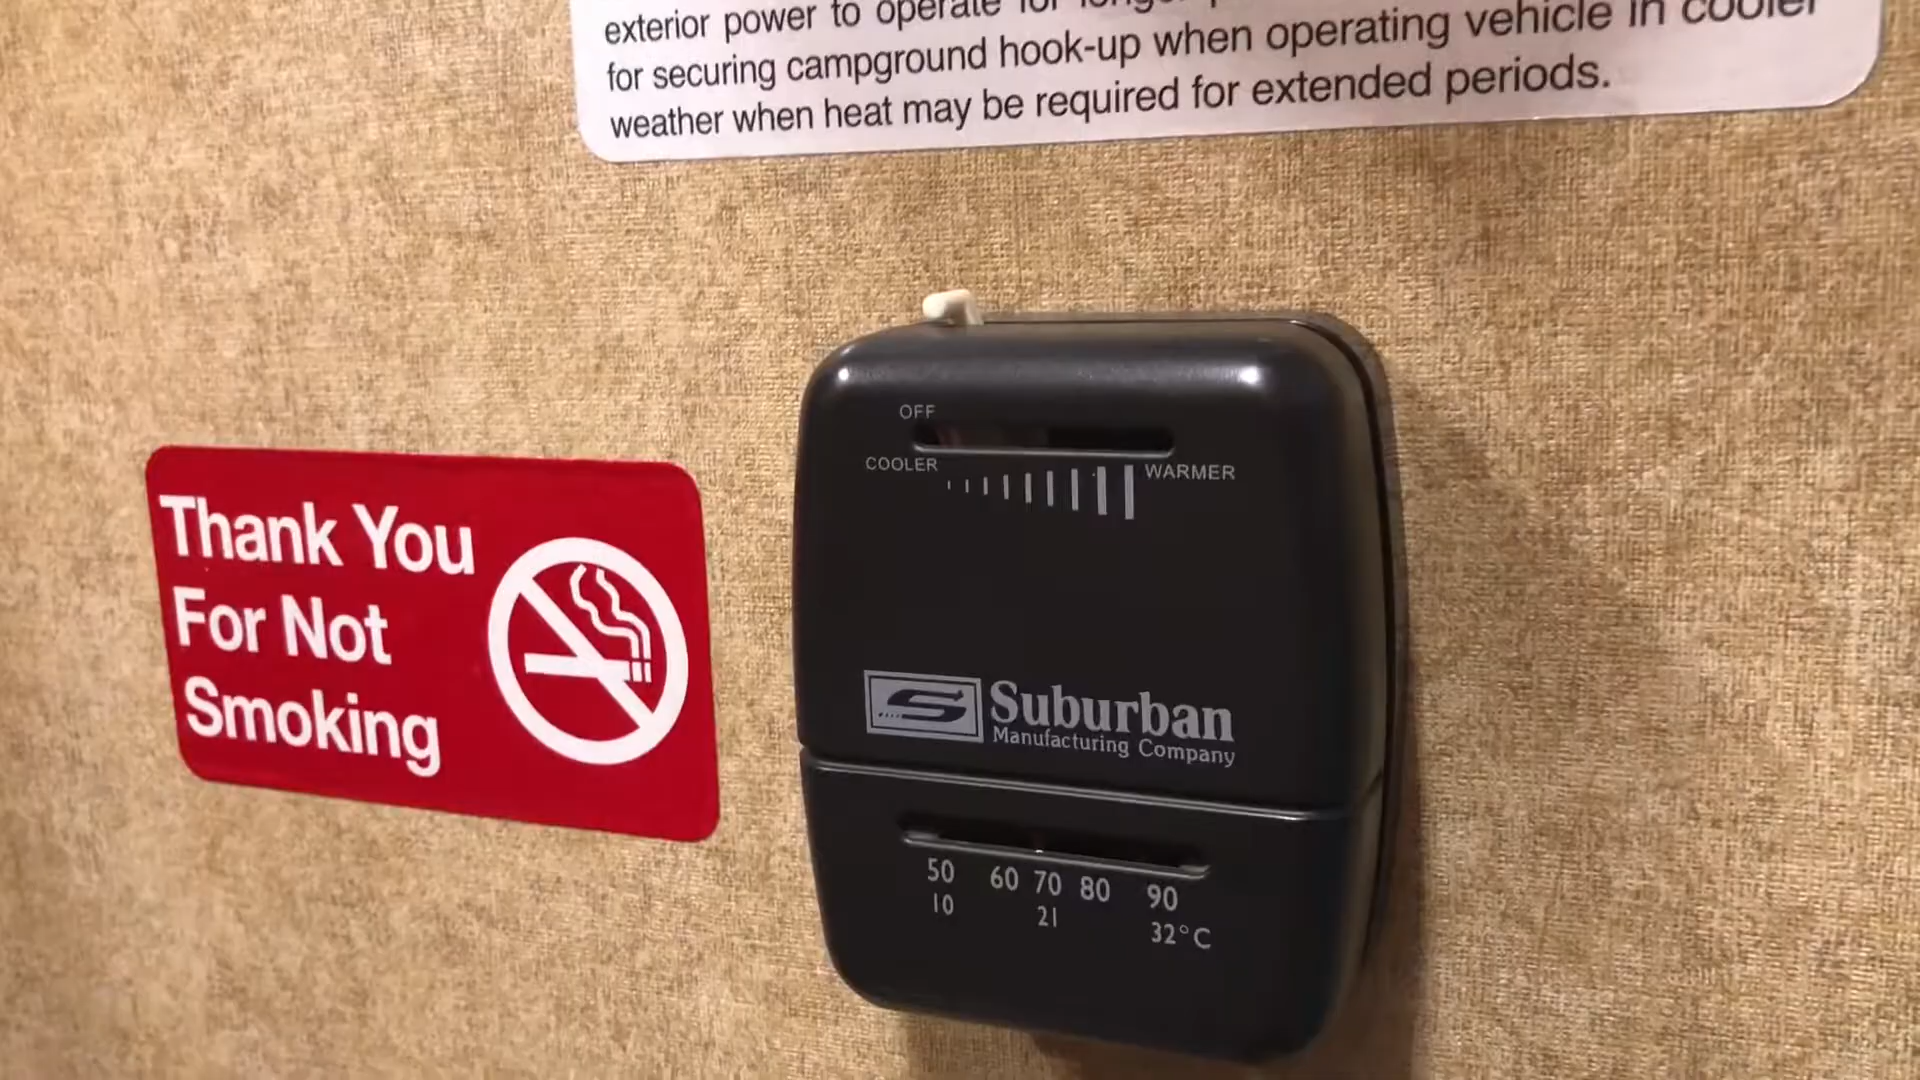 exterior power to operate for longer
for securing campground hook-up when operating vehicle in cooler
weather when heat may be required for extended periods.
OFF
COOLER
WARMER
Thank You
For Not
Smoking
Suburban
Manufacturing Company
50 60 70 80 90
10 21 32°C